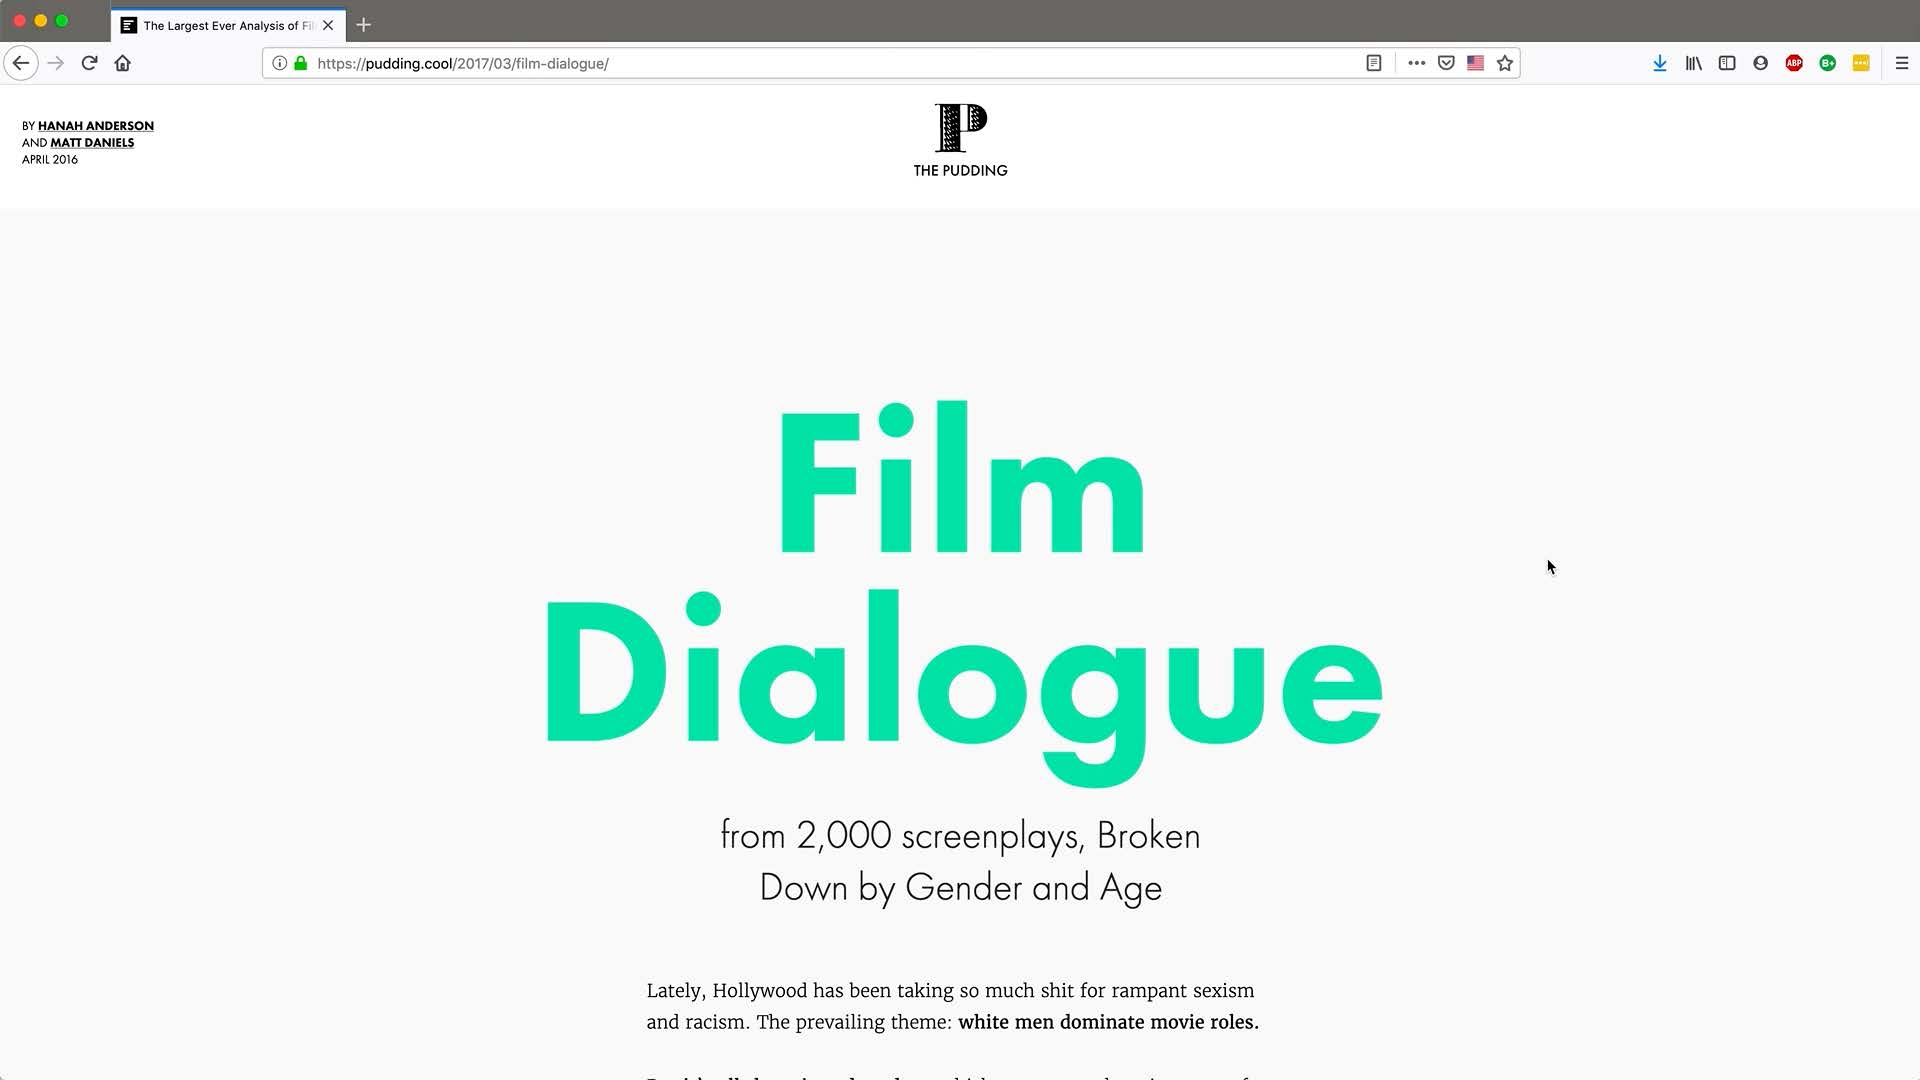 The Largest Ever Analysis of Fil
https://pudding.cool/2017/03/film-dialogue/
ABP
B+
BY HANAH ANDERSON
AND MATT DANIELS
APRIL 2016
P
THE PUDDING
Film
Dialogue
from 2,000 screenplays, Broken
Down by Gender and Age
Lately, Hollywood has been taking so much shit for rampant sexism
and racism. The prevailing theme: white men dominate movie roles.